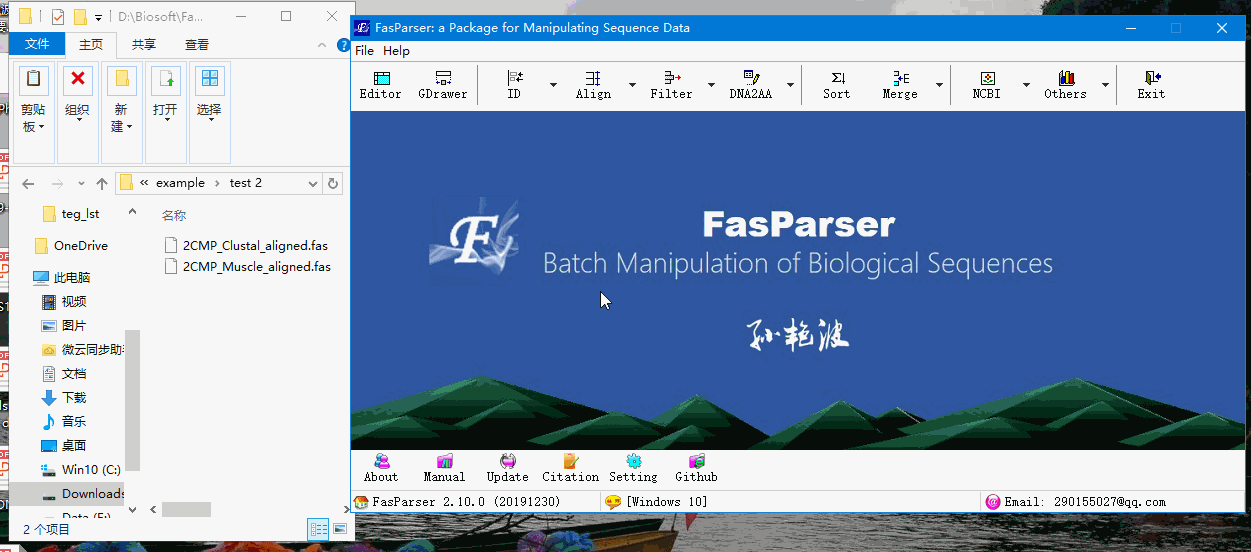 D:\Biosoft\Fa...
文件 主页 共享 查看
剪贴板
组织
新建
打开
选择
« example › test 2
teg_lst
OneDrive
此电脑
视频
图片
微云同步助
文档
下载
音乐
桌面
Win10 (C:)
Downloads
Data (E:)
名称
2CMP_Clustal_aligned.fas
2CMP_Muscle_aligned.fas
2 个项目
FasParser: a Package for Manipulating Sequence Data
File Help
Editor GDrawer ID Align Filter DNA2AA Sort Merge NCBI Others Exit
FasParser
Batch Manipulation of Biological Sequences
孙艳波
About Manual Update Citation Setting Github
FasParser 2.10.0 (20191230) [Windows 10] Email: 290155027@qq.com